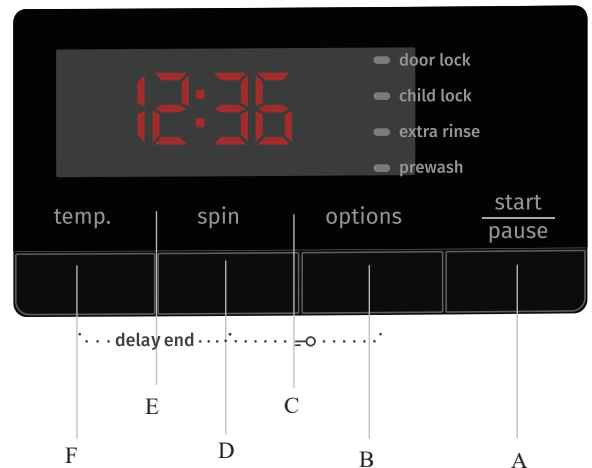 12:36
door lock
child lock
extra rinse
prewash
temp.
spin
options
start
pause
delay end
E
C
F
D
B
A